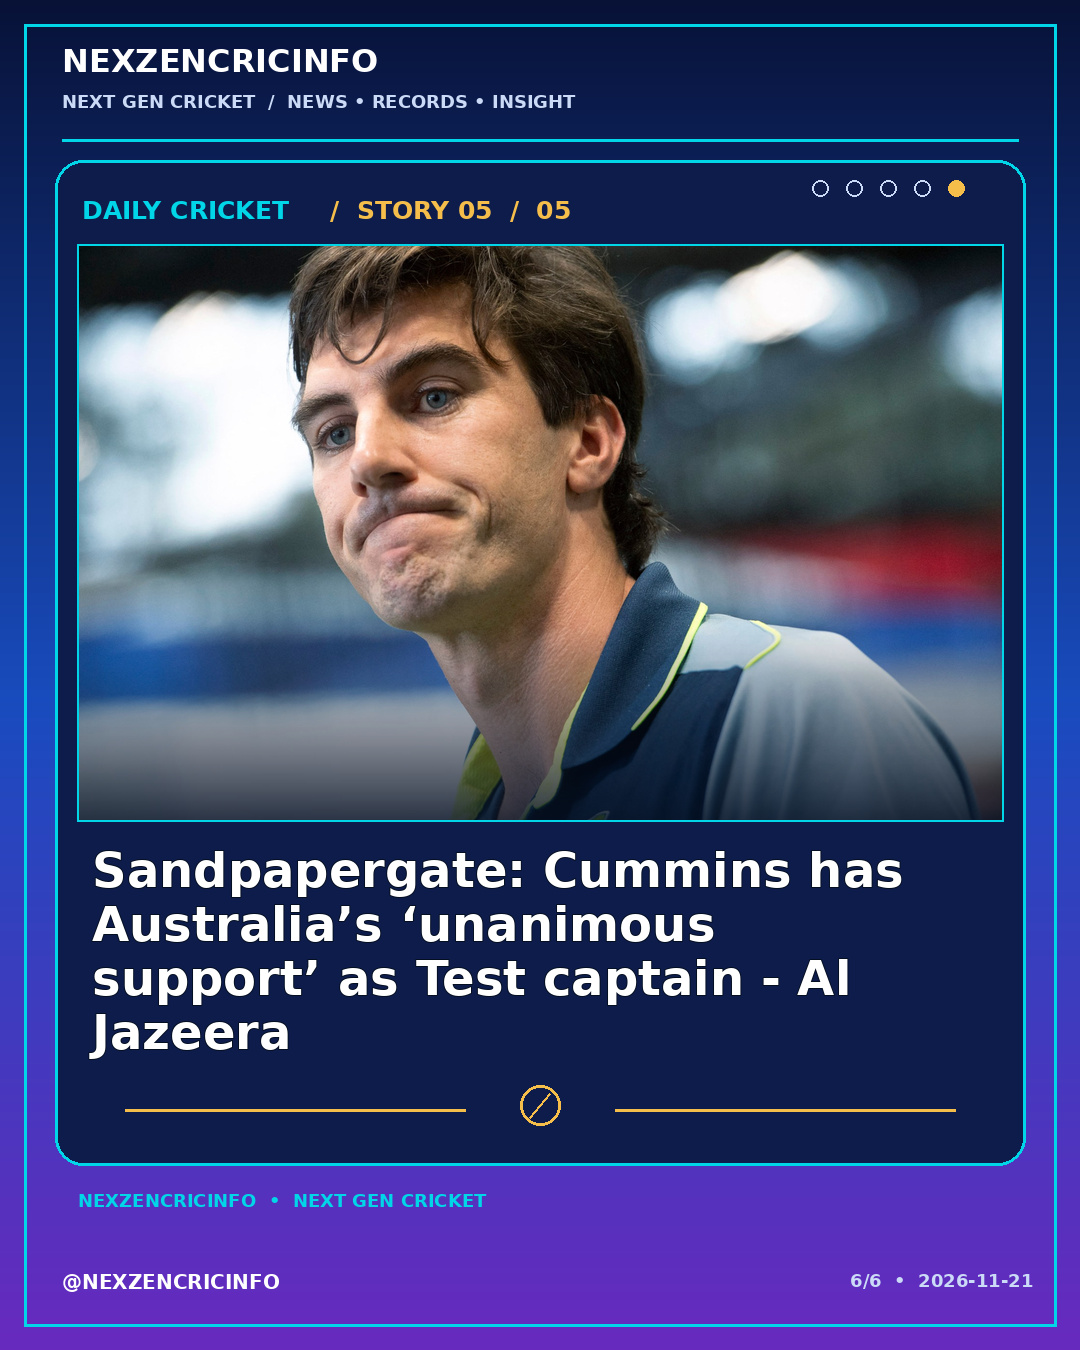 NEXZENCRICINFO
NEXT GEN CRICKET / NEWS • RECORDS • INSIGHT
DAILY CRICKET / STORY 05 / 05
Sandpapergate: Cummins has
Australia’s ‘unanimous
support’ as Test captain - Al
Jazeera
NEXZENCRICINFO • NEXT GEN CRICKET
@NEXZENCRICINFO
6/6 • 2026-11-21